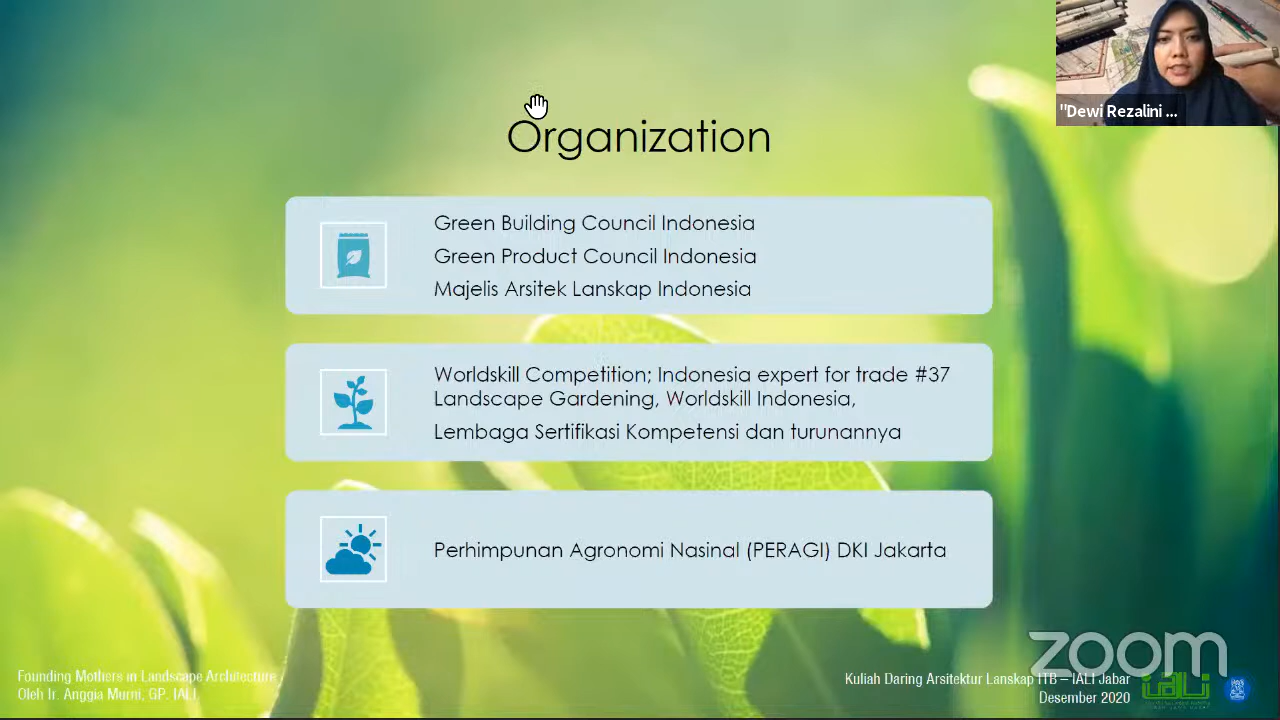 "Dewi Rezalini ...
Organization
Green Building Council Indonesia
Green Product Council Indonesia
Majelis Arsitek Lanskap Indonesia
Worldskill Competition; Indonesia expert for trade #37
Landscape Gardening, Worldskill Indonesia,
Lembaga Sertifikasi Kompetensi dan turunannya
Perhimpunan Agronomi Nasinal (PERAGI) DKI Jakarta
Founding Mothers in Landscape Architecture
Oleh Ir. Anggia Murni, GP. IALI
Kuliah Daring Arsitektur Lanskap ITB – IALI Jabar
Desember 2020
zoom
iali